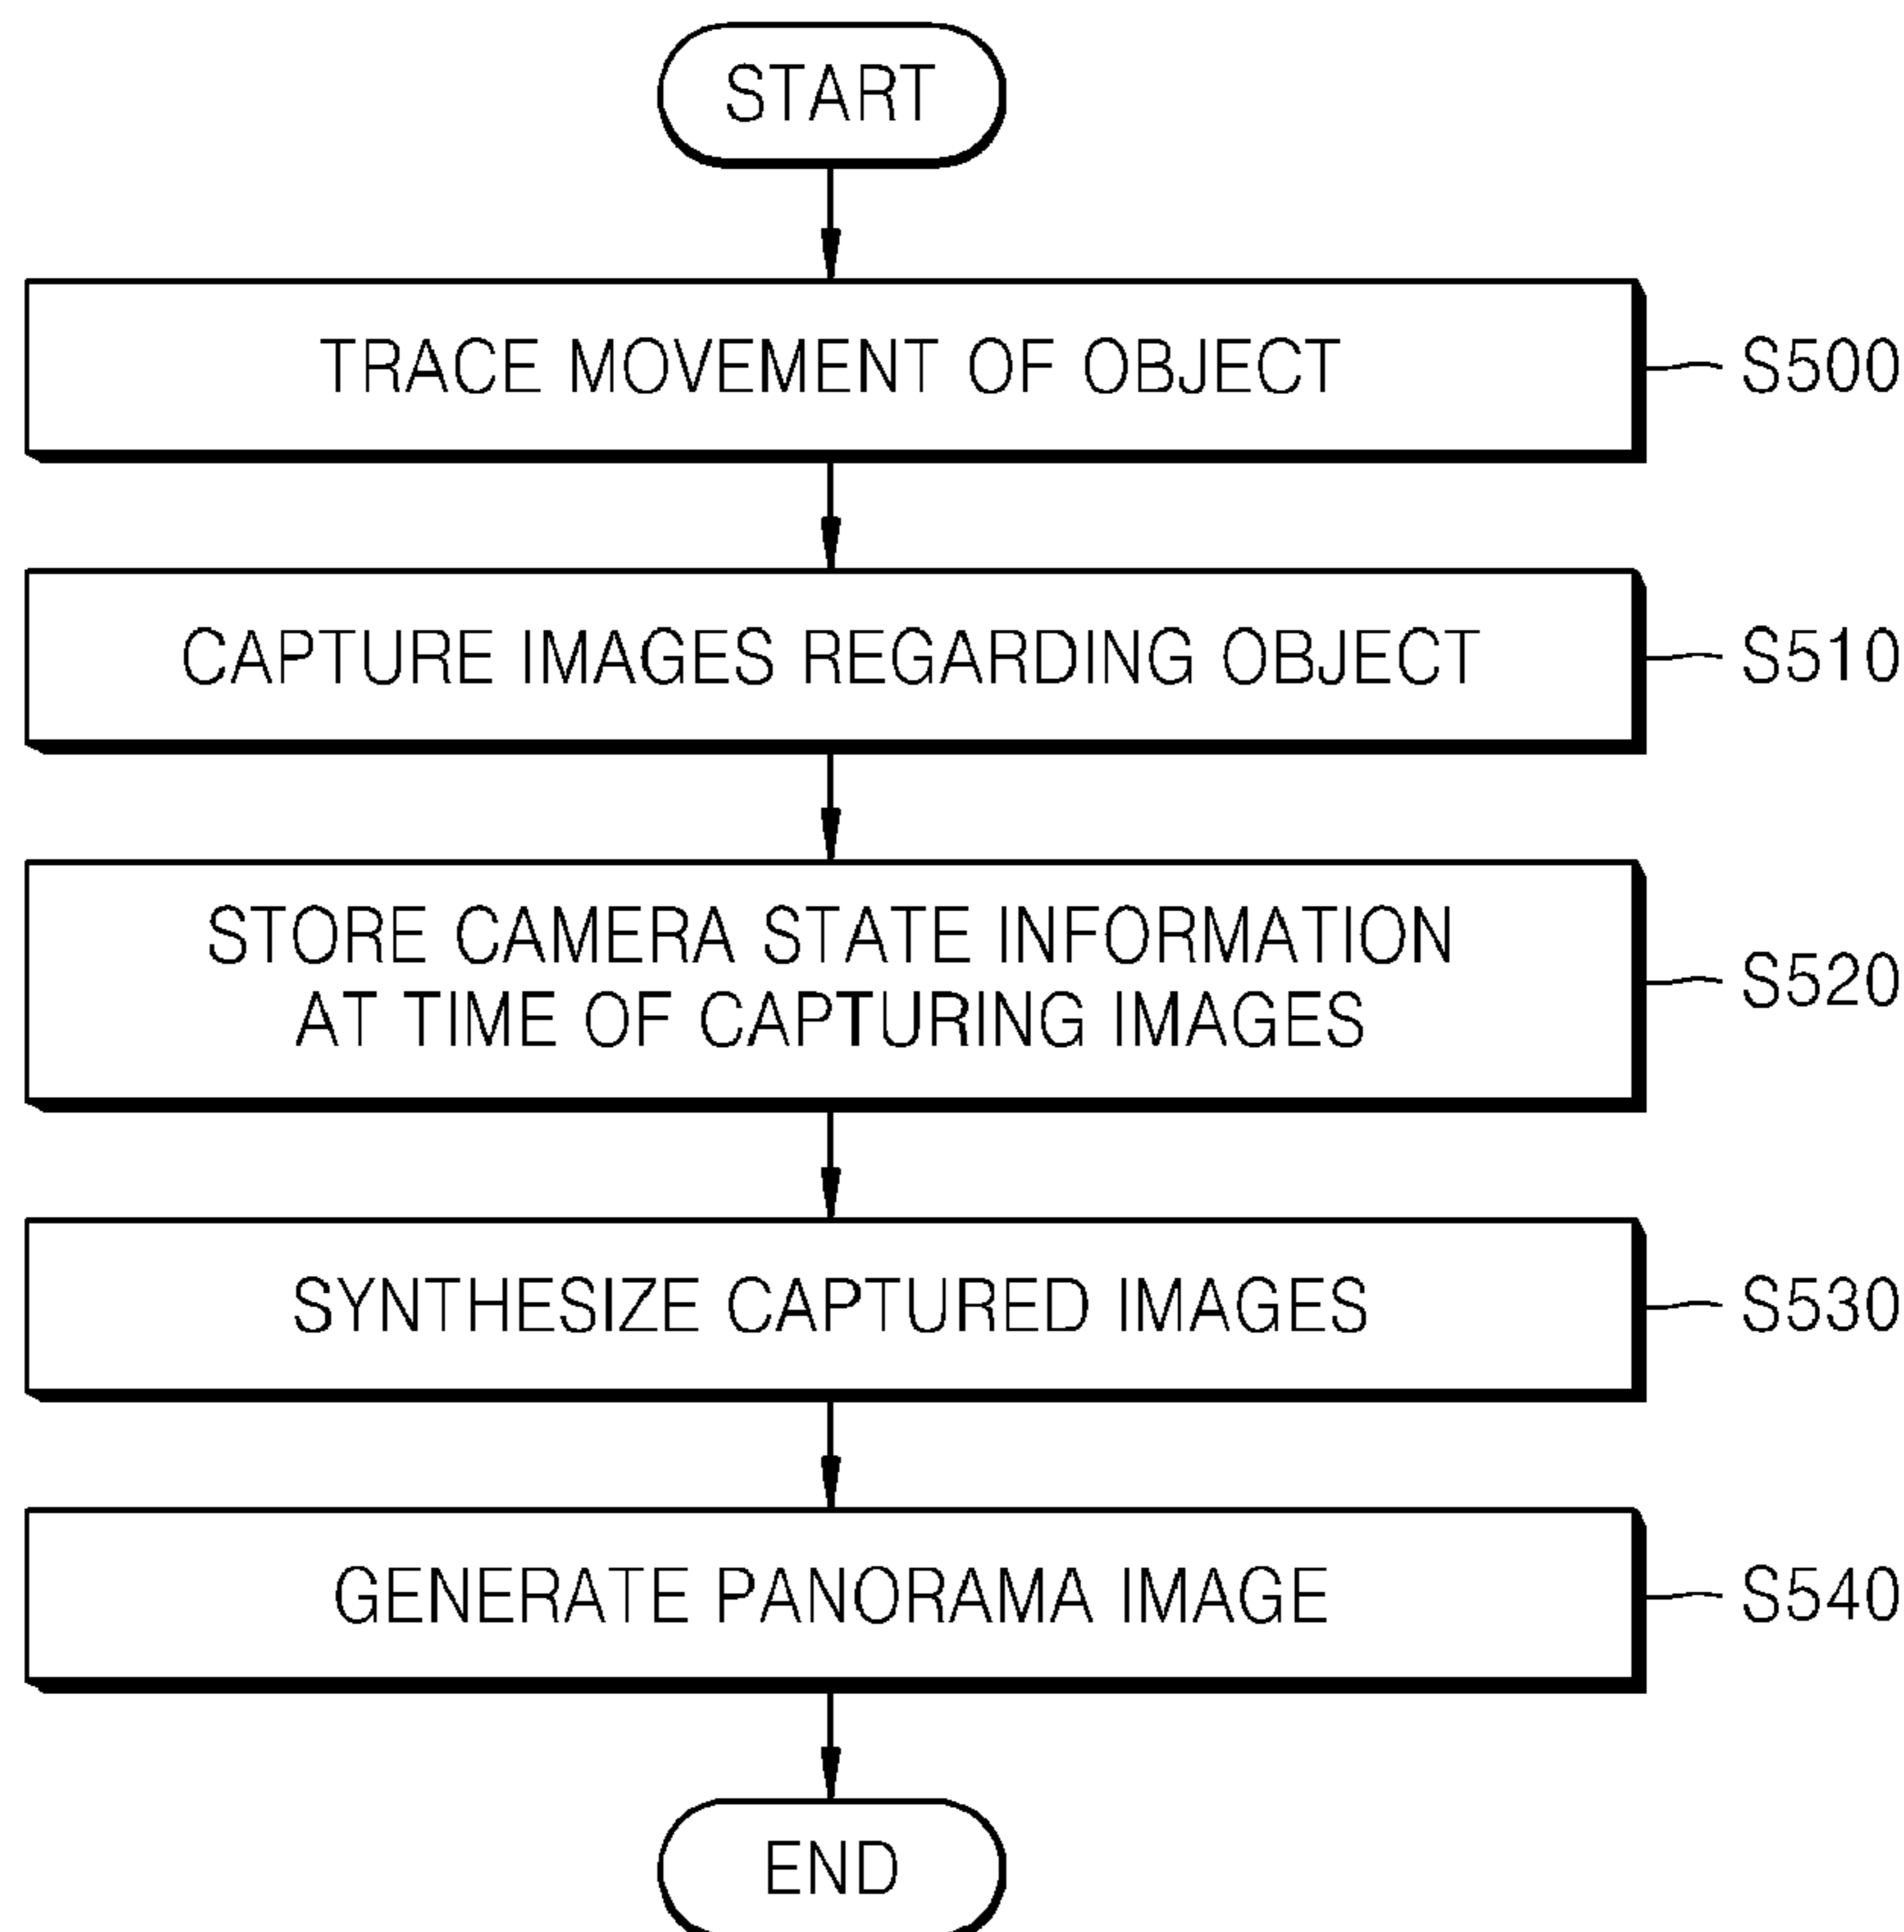 START
TRACE MOVEMENT OF OBJECT
S500
CAPTURE IMAGES REGARDING OBJECT
S510
STORE CAMERA STATE INFORMATION
AT TIME OF CAPTURING IMAGES
S520
SYNTHESIZE CAPTURED IMAGES
S530
GENERATE PANORAMA IMAGE
S540
END